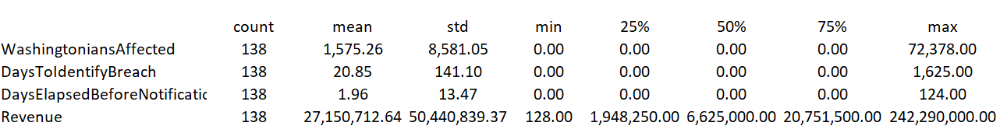 count mean std min 25% 50% 75% max
WashingtoniansAffected 138 1,575.26 8,581.05 0.00 0.00 0.00 0.00 72,378.00
DaysToIdentifyBreach 138 20.85 141.10 0.00 0.00 0.00 0.00 1,625.00
DaysElapsedBeforeNotificatic 138 1.96 13.47 0.00 0.00 0.00 0.00 124.00
Revenue 138 27,150,712.64 50,440,839.37 128.00 1,948,250.00 6,625,000.00 20,751,500.00 242,290,000.00